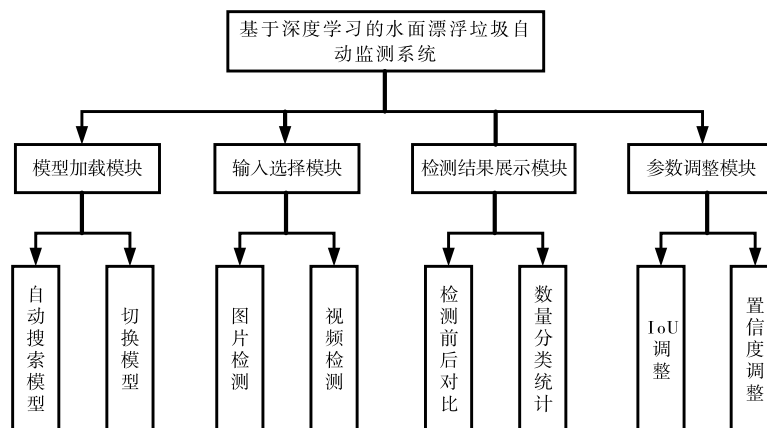 基于深度学习的水面漂浮垃圾自
动监测系统
模型加载模块
输入选择模块
检测结果展示模块
参数调整模块
自动搜索模型
切换模型
图片检测
视频检测
检测前后对比
数量分类统计
IoU调整
置信度调整